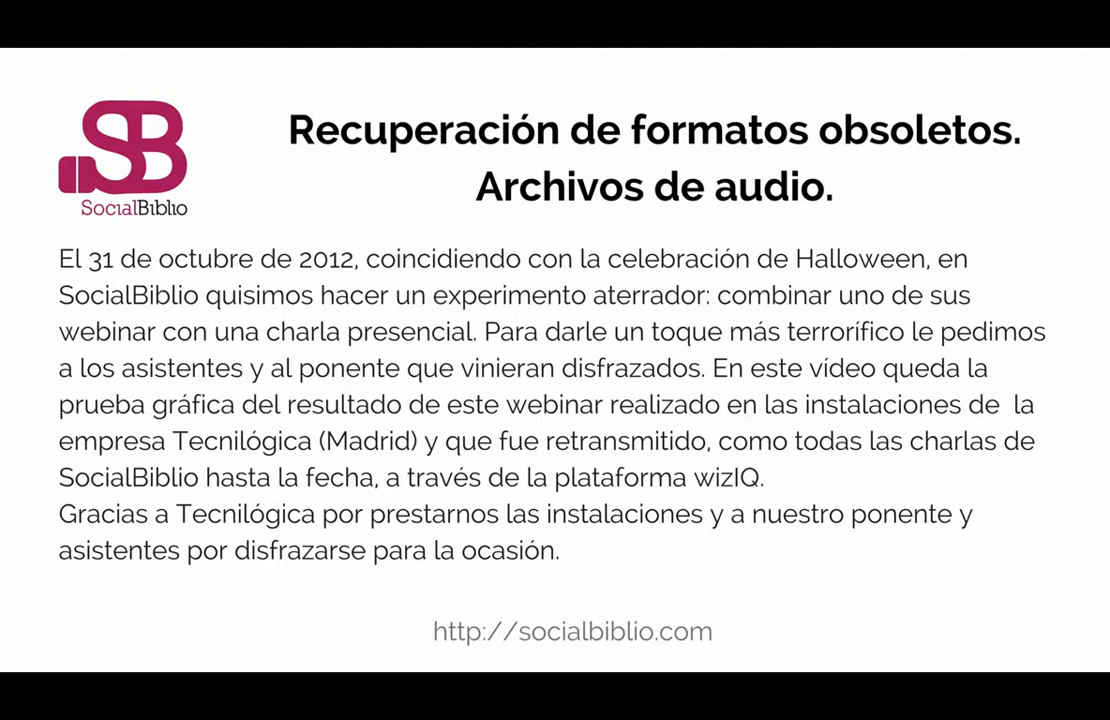 SB
SocialBiblio
Recuperación de formatos obsoletos.
Archivos de audio.
El 31 de octubre de 2012, coincidiendo con la celebración de Halloween, en
SocialBiblio quisimos hacer un experimento aterrador: combinar uno de sus
webinar con una charla presencial. Para darle un toque más terrorífico le pedimos
a los asistentes y al ponente que vinieran disfrazados. En este vídeo queda la
prueba gráfica del resultado de este webinar realizado en las instalaciones de la
empresa Tecnilógica (Madrid) y que fue retransmitido, como todas las charlas de
SocialBiblio hasta la fecha, a través de la plataforma wizIQ.
Gracias a Tecnilógica por prestarnos las instalaciones y a nuestro ponente y
asistentes por disfrazarse para la ocasión.
http://socialbiblio.com